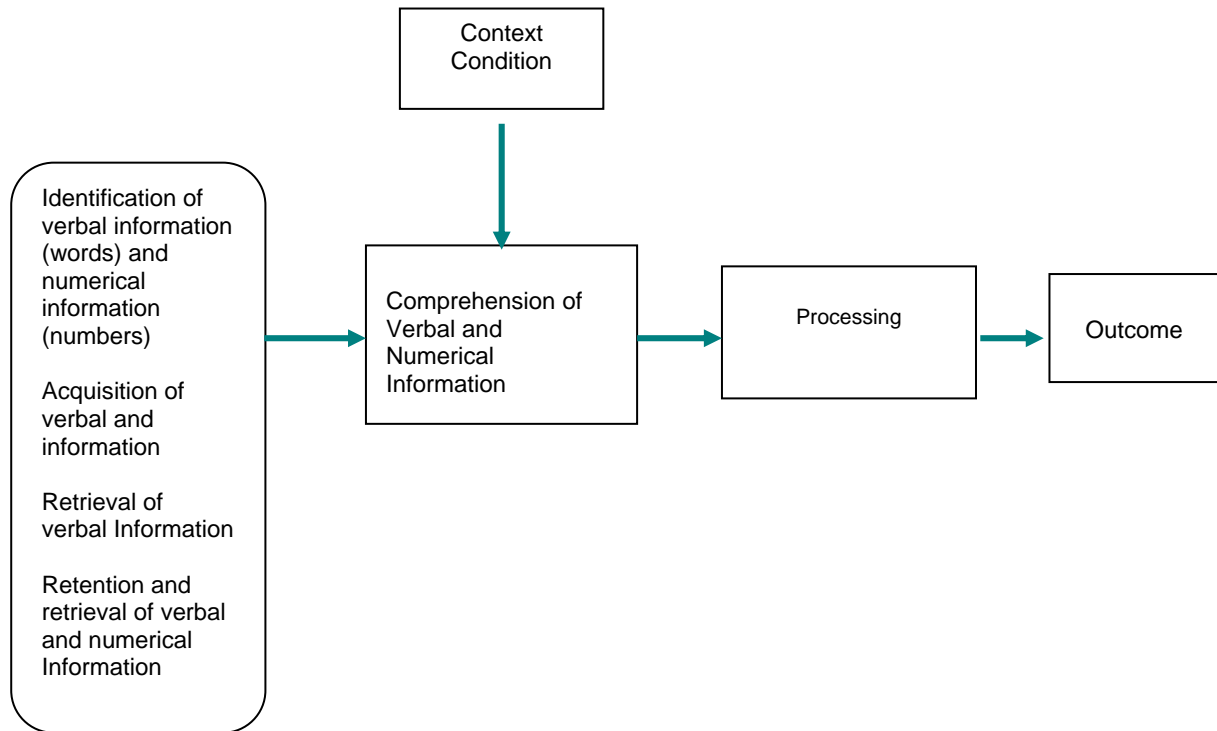 Context
Condition
Identification of
verbal information
(words) and
numerical
information
(numbers)
Acquisition of
verbal and
information
Retrieval of
verbal Information
Retention and
retrieval of verbal
and numerical
Information
Comprehension of
Verbal and
Numerical
Information
Processing
Outcome